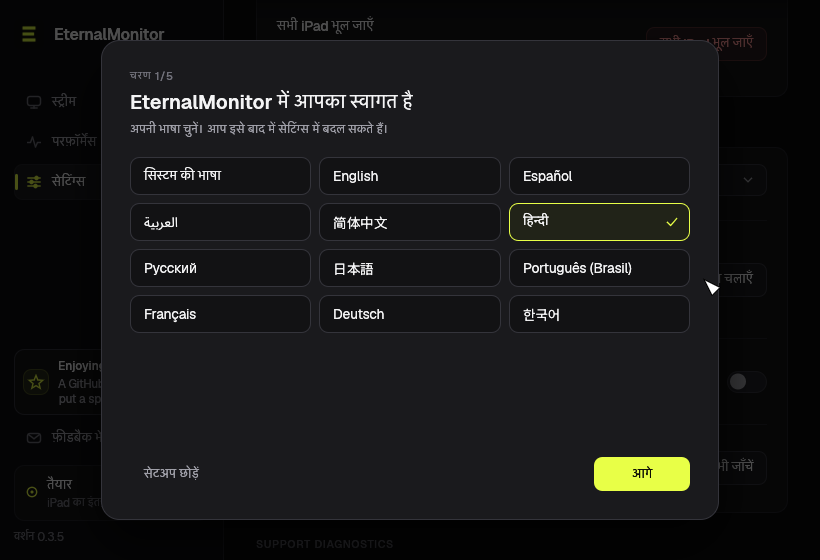 EternalMonitor
सभी iPad भूल जाएँ
भूल जाएँ
स्ट्रीम
परफ़ॉर्मेंस
सेटिंग्स
चरण 1/5
EternalMonitor में आपका स्वागत है
अपनी भाषा चुनें। आप इसे बाद में सेटिंग्स में बदल सकते हैं।
सिस्टम की भाषा
English
Español
العربية
简体中文
हिन्दी
Русский
日本語
Português (Brasil)
चलाएँ
Français
Deutsch
한국어
Enjoying
A GitHub
put a sp
फ़ीडबैक
तैयार
iPad का
सेटअप छोड़ें
आगे
भी जाँचें
वर्शन 0.3.5
SUPPORT DIAGNOSTICS